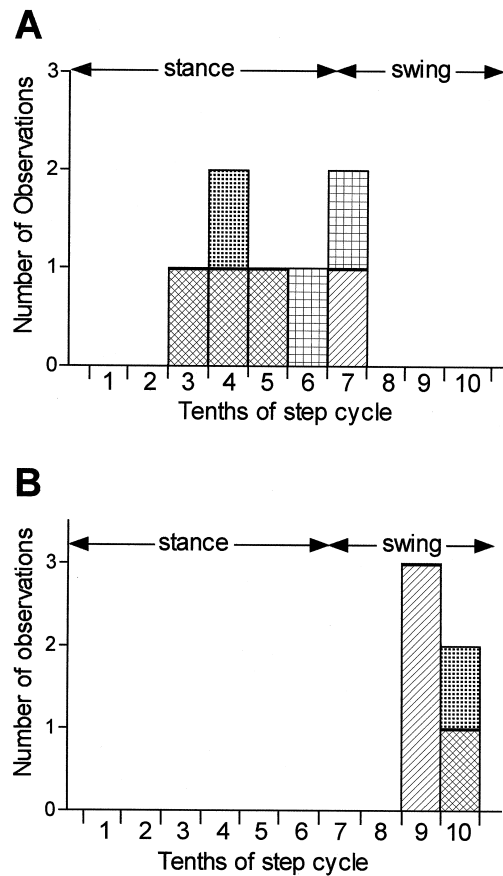 A
3
stance
swing
2
1
0
Number of Observations
1 2 3 4 5 6 7 8 9 10
Tenths of step cycle
B
stance
swing
3
2
1
0
Number of observations
1 2 3 4 5 6 7 8 9 10
Tenths of step cycle